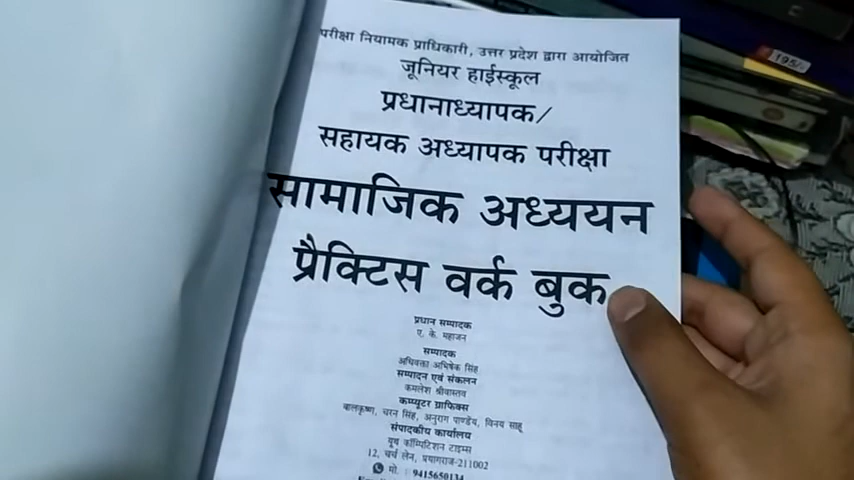 परीक्षा नियामक प्राधिकारी, उत्तर प्रदेश द्वारा आयोजित
जूनियर हाईस्कूल
प्रधानाध्यापक/
सहायक अध्यापक परीक्षा
सामाजिक अध्ययन
प्रैक्टिस वर्क बुक
प्रधान सम्पादक
ए. के. महाजन
सम्पादक
अधिवक्ता अभिषेक सिंह
सम्पादन एवं संकलन
कमलेश श्रीवास्तव
कम्प्यूटर ग्राफिक्स
बालकृष्ण, चरन सिंह, अनुराग पाण्डेय, विनय साहू
संपादकीय कार्यालय
यूथ कॉम्पिटिशन टाइम्स
12, चर्च लेन, प्रयागराज-211002
मो. 9415650134
195/-